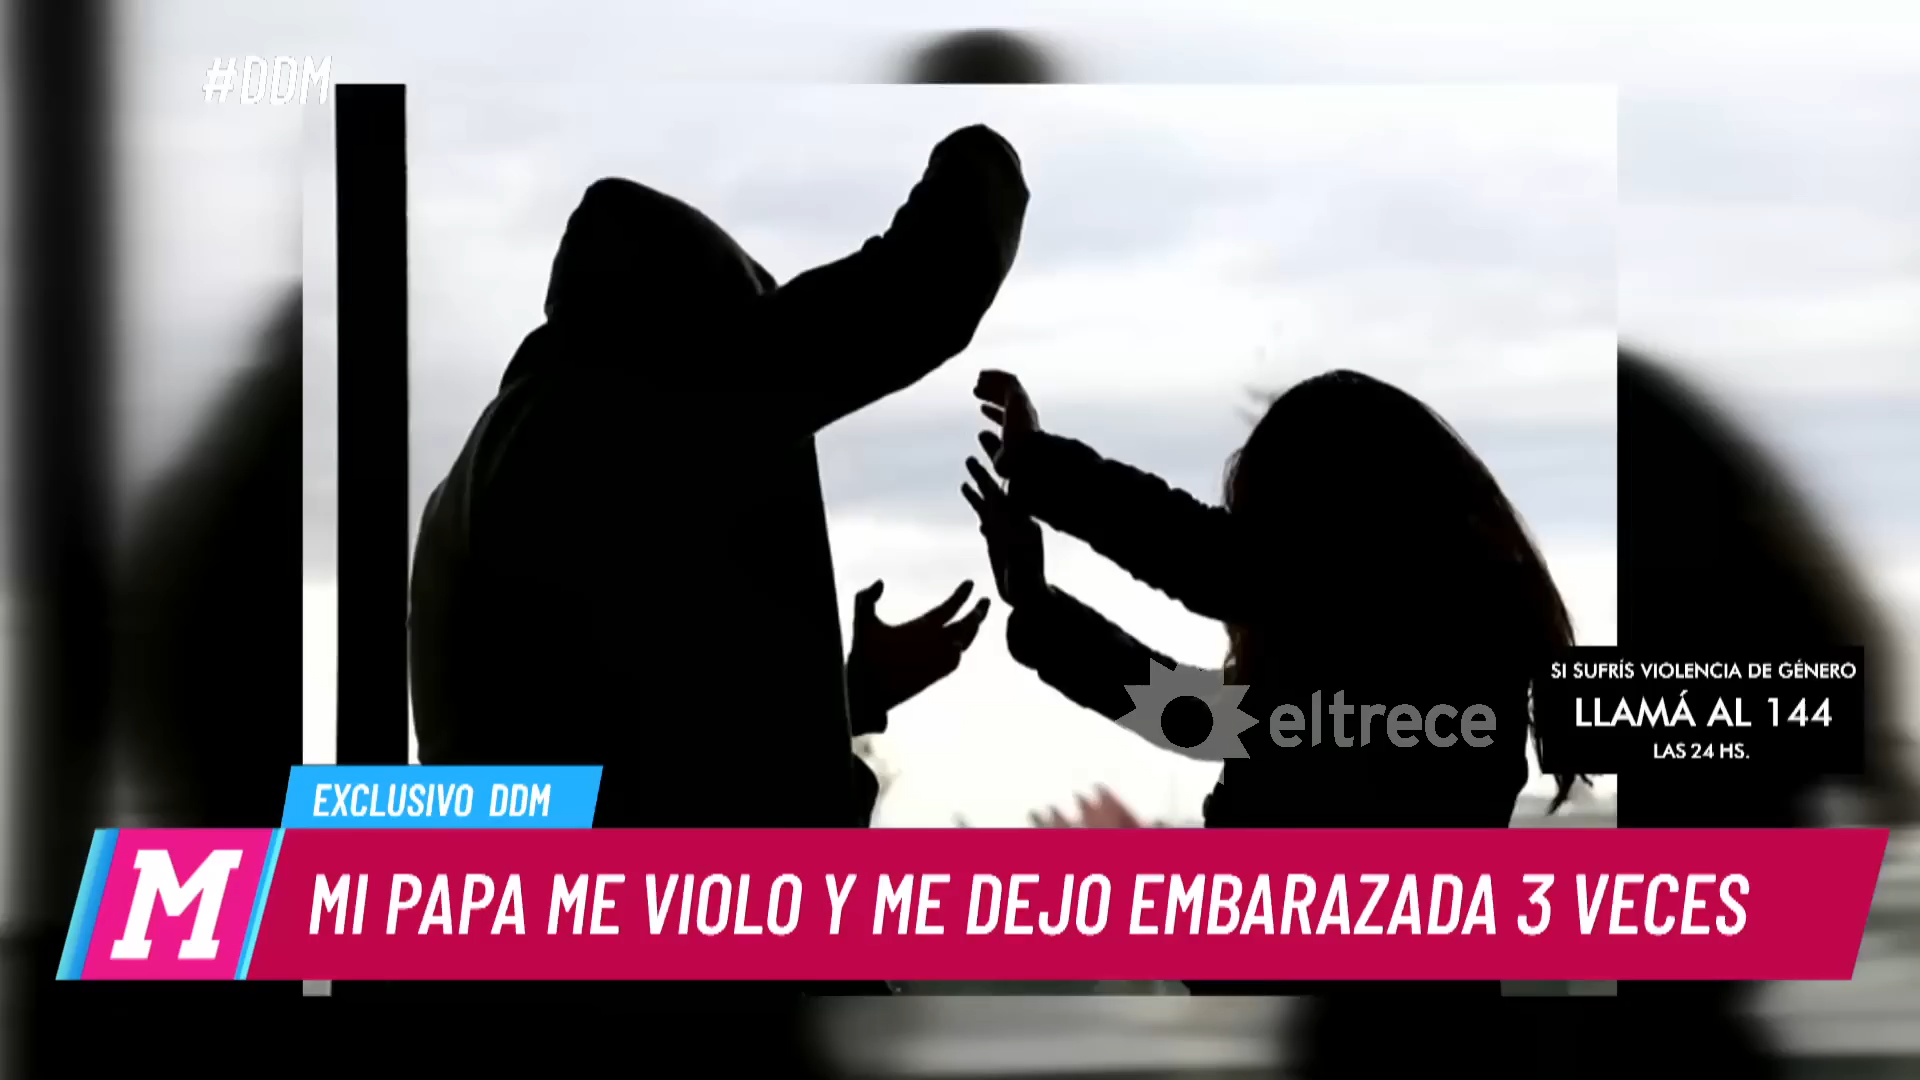 #DDM
eltrece
SI SUFRÍS VIOLENCIA DE GÉNERO
LLAMÁ AL 144
LAS 24 HS.
EXCLUSIVO DDM
M
MI PAPA ME VIOLO Y ME DEJO EMBARAZADA 3 VECES